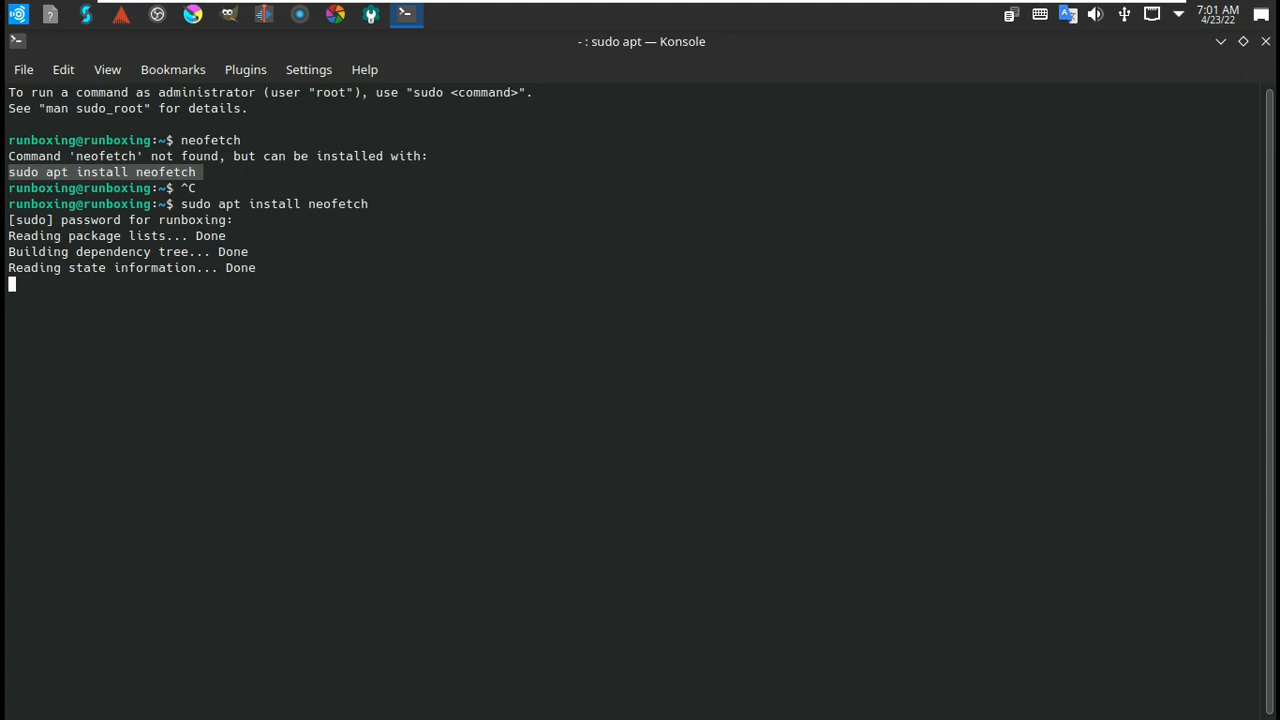 7:01 AM
4/23/22
- : sudo apt — Konsole
File Edit View Bookmarks Plugins Settings Help
To run a command as administrator (user "root"), use "sudo <command>".
See "man sudo_root" for details.
runboxing@runboxing:~$ neofetch
Command 'neofetch' not found, but can be installed with:
sudo apt install neofetch
runboxing@runboxing:~$ ^C
runboxing@runboxing:~$ sudo apt install neofetch
[sudo] password for runboxing:
Reading package lists... Done
Building dependency tree... Done
Reading state information... Done